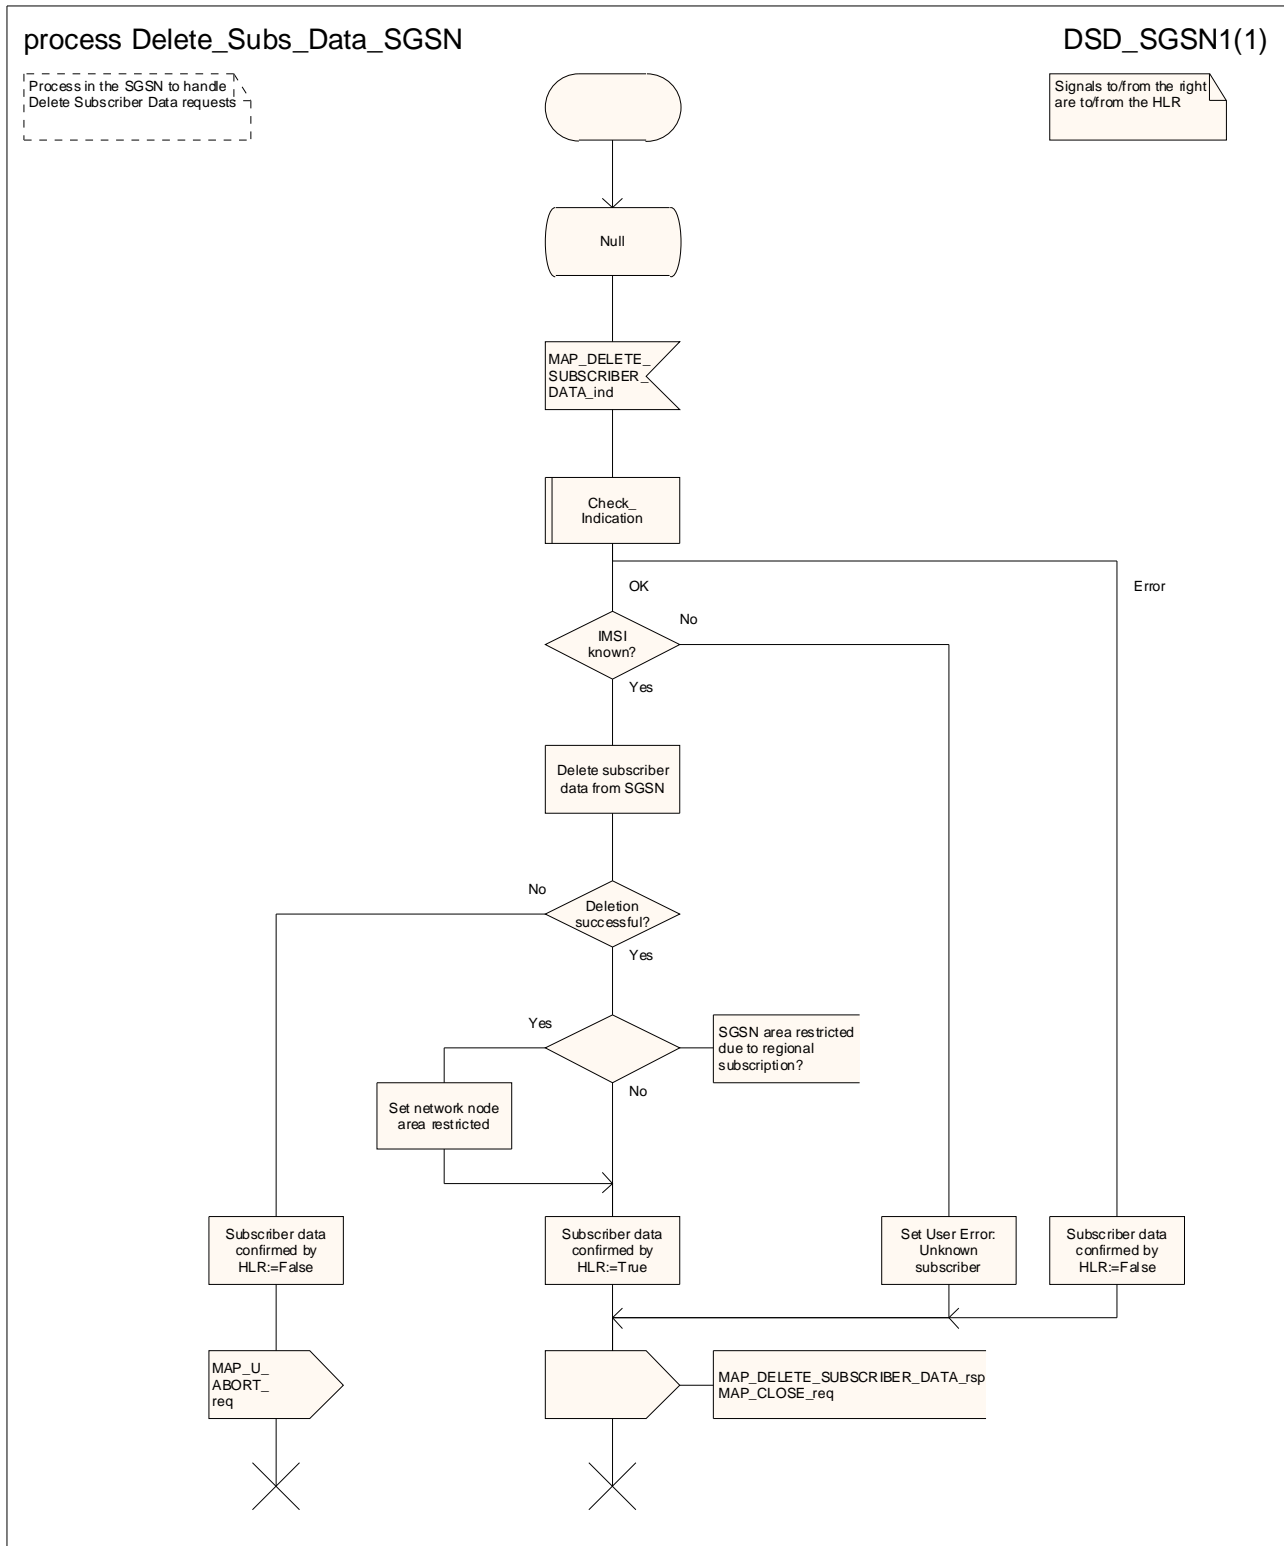 process Delete_Subs_Data_SGSN
DSD_SGSN1(1)
Process in the SGSN to handle
Delete Subscriber Data requests
Signals to/from the right
are to/from the HLR
Null
MAP_DELETE_
SUBSCRIBER_
DATA_ind
Check_
Indication
OK
Error
IMSI
known?
No
Yes
Delete subscriber
data from SGSN
No
Deletion
successful?
Yes
Yes
SGSN area restricted
due to regional
subscription?
No
Set network node
area restricted
Subscriber data
confirmed by
HLR:=False
Subscriber data
confirmed by
HLR:=True
Set User Error:
Unknown
subscriber
Subscriber data
confirmed by
HLR:=False
MAP_U_
ABORT_
req
MAP_DELETE_SUBSCRIBER_DATA_rsp
MAP_CLOSE_req